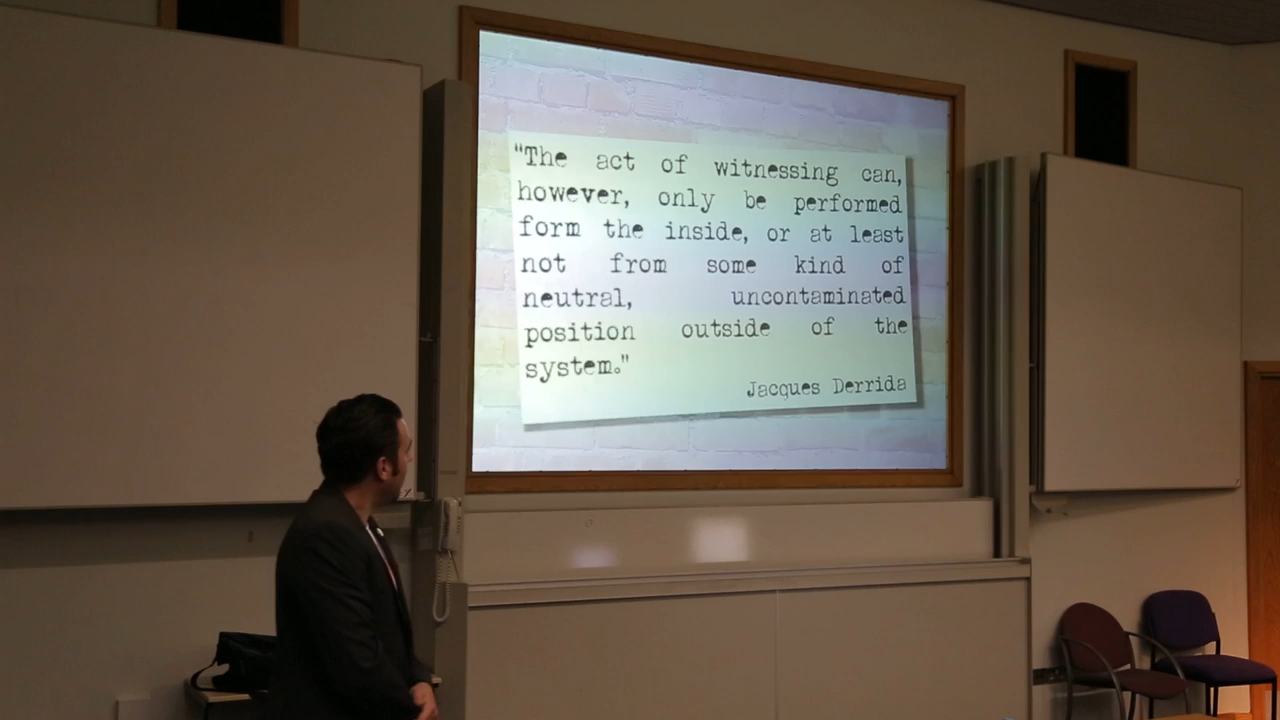 "The act of witnessing can,
however, only be performed
form the inside, or at least
not from some kind of
neutral, uncontaminated
position outside of the
system."
Jacques Derrida